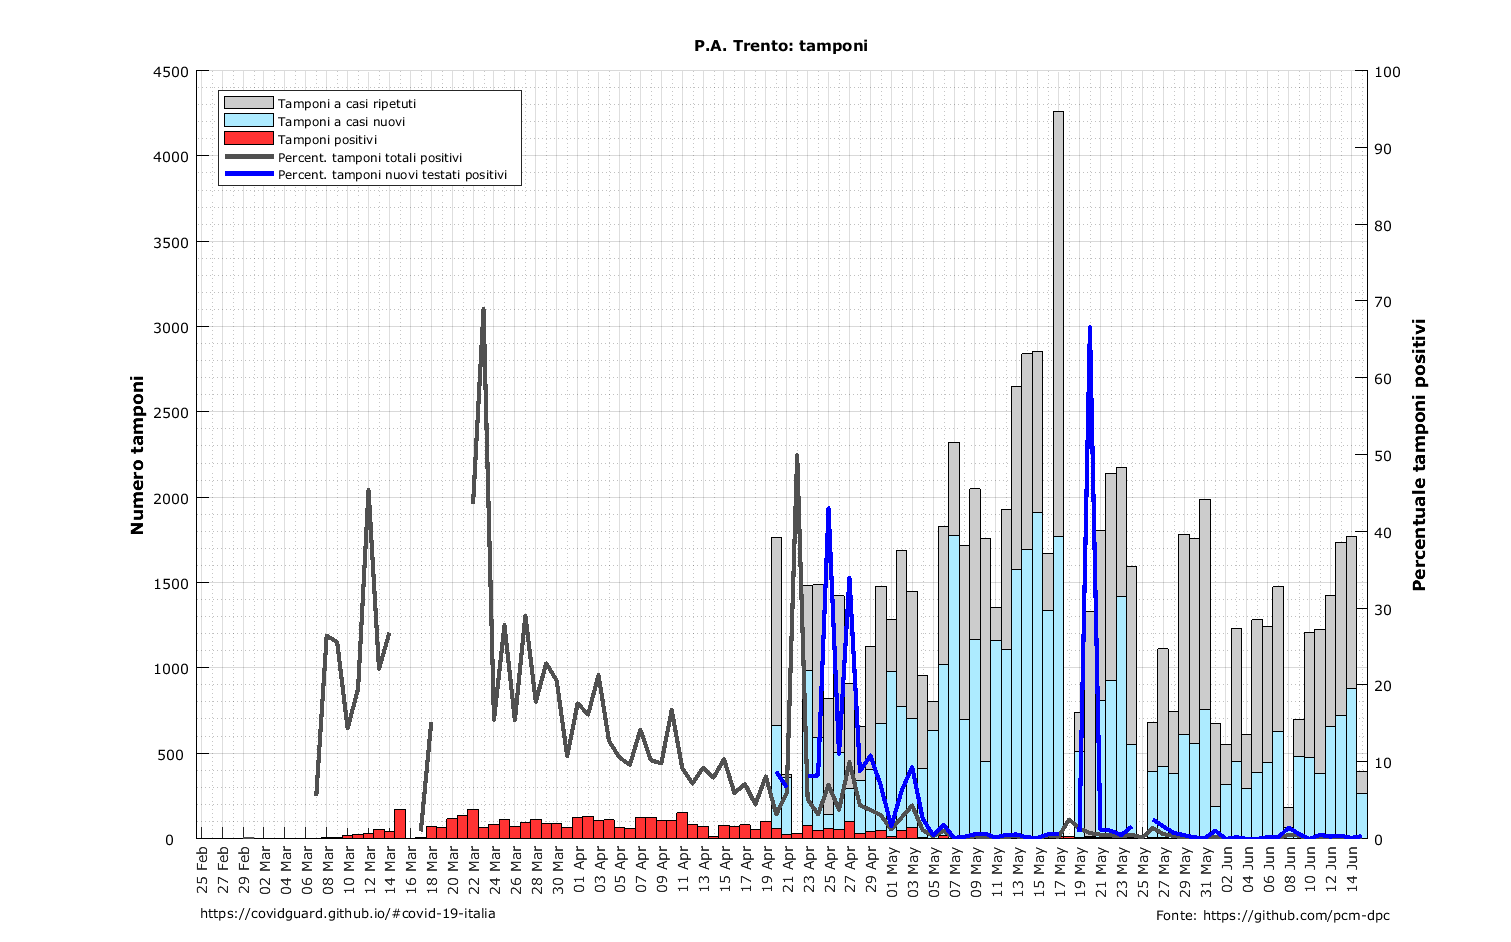 P.A. Trento: tamponi
4500
4000
3500
3000
2500
2000
1500
1000
500
0
Numero tamponi
Tamponi a casi ripetuti
Tamponi a casi nuovi
Tamponi positivi
Percent. tamponi totali positivi
Percent. tamponi nuovi testati positivi
100
90
80
70
60
50
40
30
20
10
0
Percentuale tamponi positivi
25 Feb
27 Feb
29 Feb
02 Mar
04 Mar
06 Mar
08 Mar
10 Mar
12 Mar
14 Mar
16 Mar
18 Mar
20 Mar
22 Mar
24 Mar
26 Mar
28 Mar
30 Mar
01 Apr
03 Apr
05 Apr
07 Apr
09 Apr
11 Apr
13 Apr
15 Apr
17 Apr
19 Apr
21 Apr
23 Apr
25 Apr
27 Apr
29 Apr
01 May
03 May
05 May
07 May
09 May
11 May
13 May
15 May
17 May
19 May
21 May
23 May
25 May
27 May
29 May
31 May
02 Jun
04 Jun
06 Jun
08 Jun
10 Jun
12 Jun
14 Jun
https://covidguard.github.io/#covid-19-italia
Fonte: https://github.com/pcm-dpc